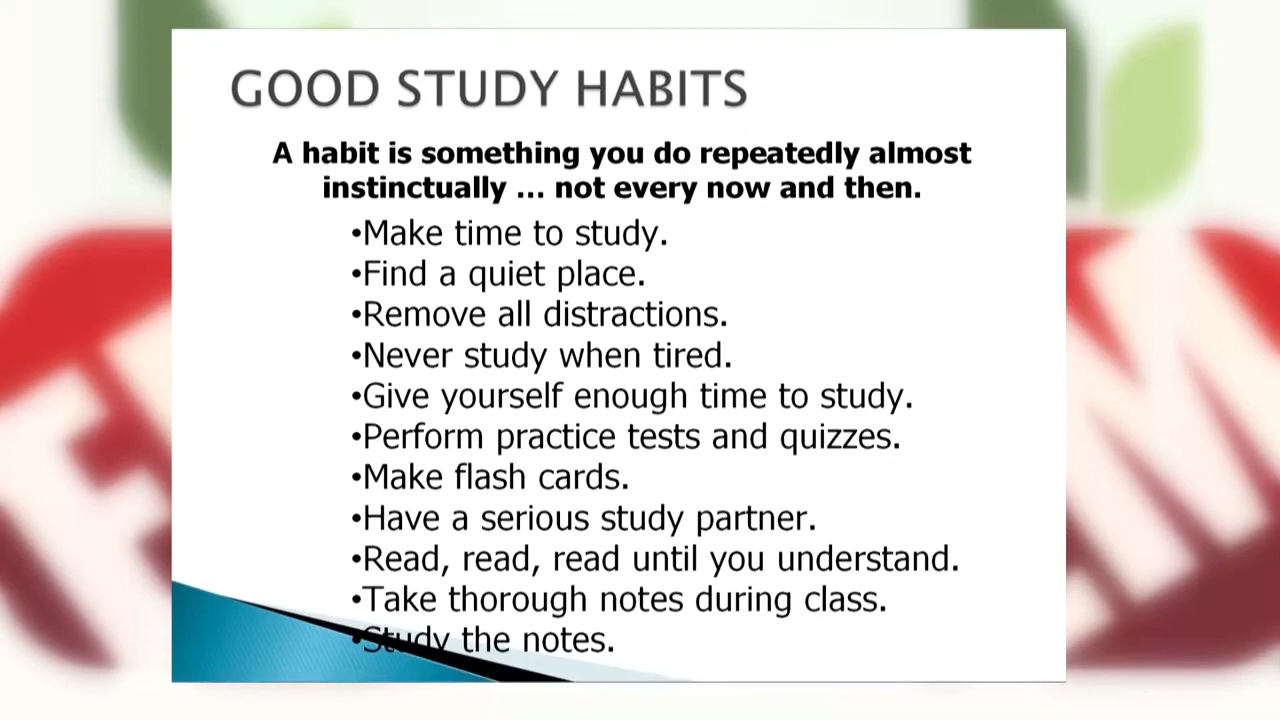 GOOD STUDY HABITS
A habit is something you do repeatedly almost
instinctually ... not every now and then.
•Make time to study.
•Find a quiet place.
•Remove all distractions.
•Never study when tired.
•Give yourself enough time to study.
•Perform practice tests and quizzes.
•Make flash cards.
•Have a serious study partner.
•Read, read, read until you understand.
•Take thorough notes during class.
•Study the notes.